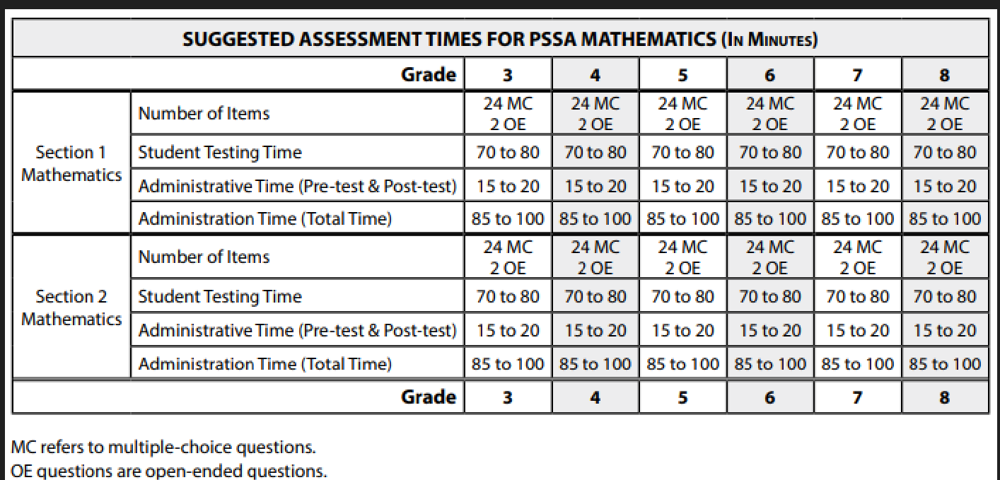 SUGGESTED ASSESSMENT TIMES FOR PSSA MATHEMATICS (IN MINUTES)
Grade 3 4 5 6 7 8
Section 1 Mathematics
Number of Items 24 MC 2 OE 24 MC 2 OE 24 MC 2 OE 24 MC 2 OE 24 MC 2 OE 24 MC 2 OE
Student Testing Time 70 to 80 70 to 80 70 to 80 70 to 80 70 to 80 70 to 80
Administrative Time (Pre-test & Post-test) 15 to 20 15 to 20 15 to 20 15 to 20 15 to 20 15 to 20
Administration Time (Total Time) 85 to 100 85 to 100 85 to 100 85 to 100 85 to 100 85 to 100
Section 2 Mathematics
Number of Items 24 MC 2 OE 24 MC 2 OE 24 MC 2 OE 24 MC 2 OE 24 MC 2 OE 24 MC 2 OE
Student Testing Time 70 to 80 70 to 80 70 to 80 70 to 80 70 to 80 70 to 80
Administrative Time (Pre-test & Post-test) 15 to 20 15 to 20 15 to 20 15 to 20 15 to 20 15 to 20
Administration Time (Total Time) 85 to 100 85 to 100 85 to 100 85 to 100 85 to 100 85 to 100
Grade 3 4 5 6 7 8
MC refers to multiple-choice questions.
OE questions are open-ended questions.